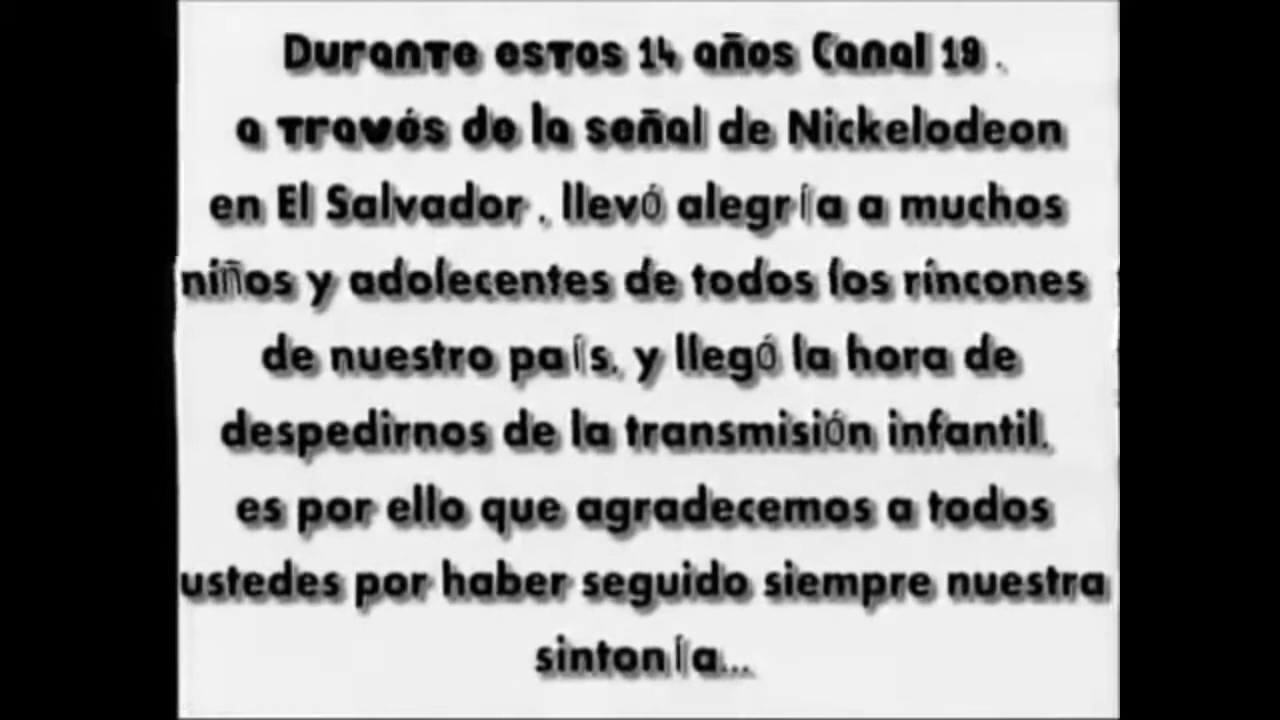 Durante estos 14 años Canal 19 ,
a través de la señal de Nickelodeon
en El Salvador , llevó alegría a muchos
niños y adolecentes de todos los rincones
de nuestro país, y llegó la hora de
despedirnos de la transmisión infantil,
es por ello que agradecemos a todos
ustedes por haber seguido siempre nuestra
sintonía...